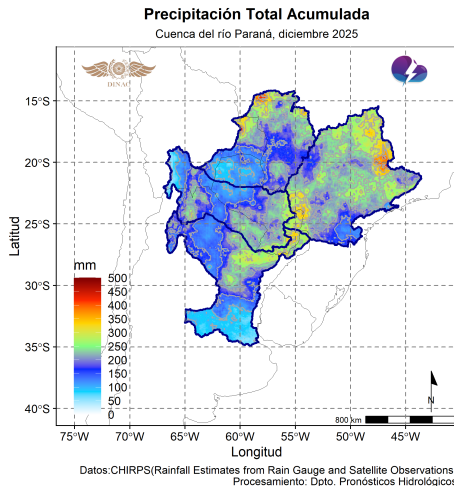 Precipitación Total Acumulada
Cuenca del río Paraná, diciembre 2025
DINAC
15°S
20°S
25°S
30°S
35°S
40°S
Latitud
mm
500
450
400
350
300
250
200
150
100
50
0
800 km
N
75°W 70°W 65°W 60°W 55°W 50°W 45°W
Longitud
Datos:CHIRPS(Rainfall Estimates from Rain Gauge and Satellite Observations
Procesamiento: Dpto. Pronósticos Hidrológicos